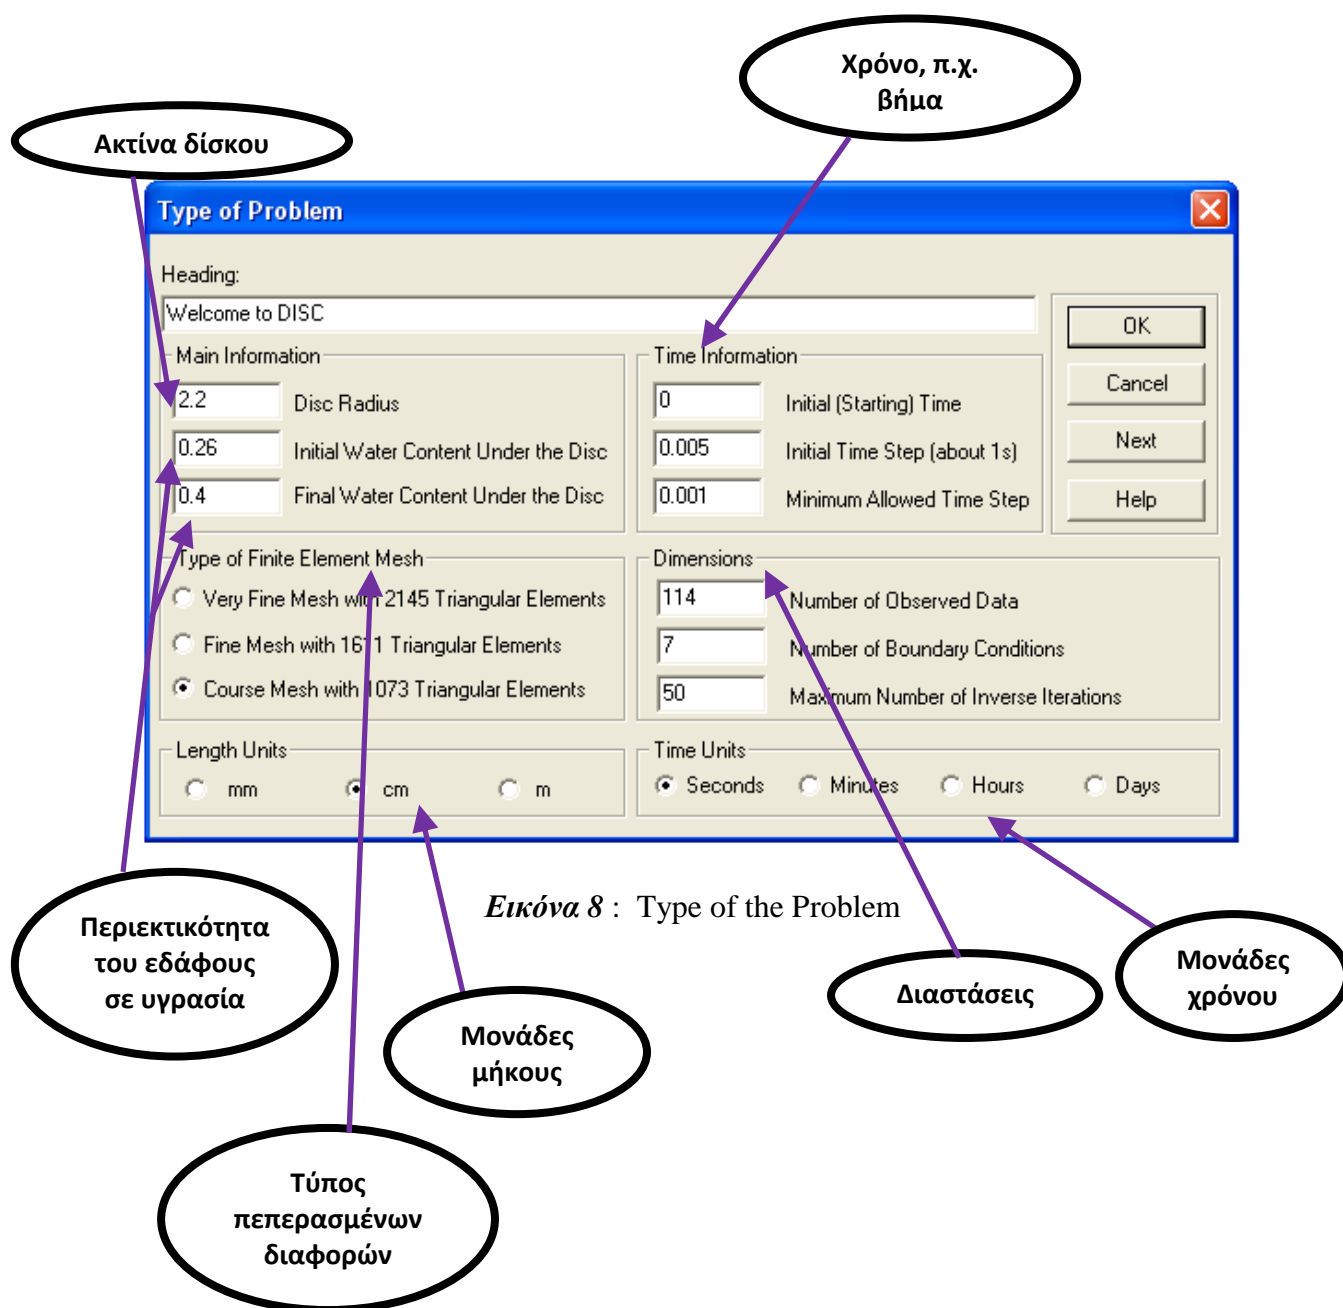 Χρόνο, π.χ.
βήμα
Ακτίνα δίσκου
Type of Problem
Heading:
Welcome to DISC
OK
Cancel
Next
Help
Main Information
2.2 Disc Radius
0.26 Initial Water Content Under the Disc
0.4 Final Water Content Under the Disc
Time Information
0 Initial (Starting) Time
0.005 Initial Time Step (about 1s)
0.001 Minimum Allowed Time Step
Type of Finite Element Mesh
Very Fine Mesh with 2145 Triangular Elements
Fine Mesh with 1611 Triangular Elements
Course Mesh with 1073 Triangular Elements
Dimensions
114 Number of Observed Data
7 Number of Boundary Conditions
50 Maximum Number of Inverse Iterations
Length Units
mm cm m
Time Units
Seconds Minutes Hours Days
Εικόνα 8 : Type of the Problem
Περιεκτικότητα
του εδάφους
σε υγρασία
Μονάδες
μήκους
Διαστάσεις
Μονάδες
χρόνου
Τύπος
πεπερασμένων
διαφορών